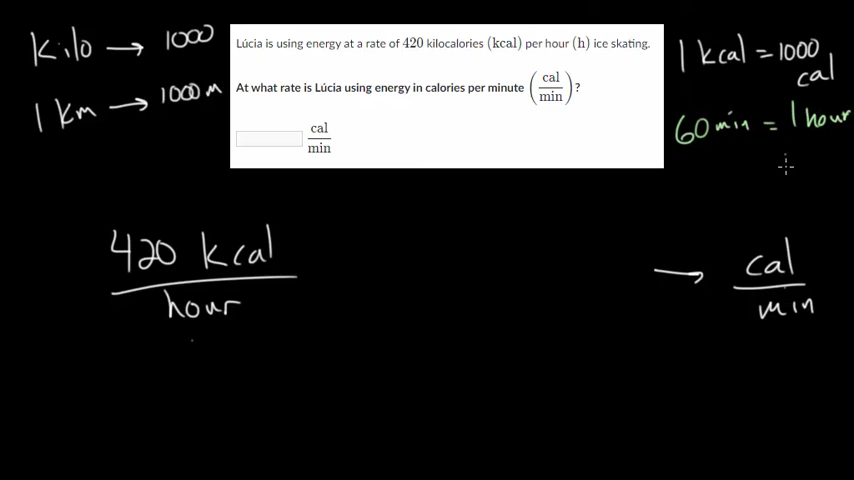 Kilo → 1000
1 Km → 1000 m
Lúcia is using energy at a rate of 420 kilocalories (kcal) per hour (h) ice skating.
At what rate is Lúcia using energy in calories per minute (cal/min)?
cal
min
1 kcal = 1000
cal
60 min = 1 hour
420 kcal
hour
→ cal
min